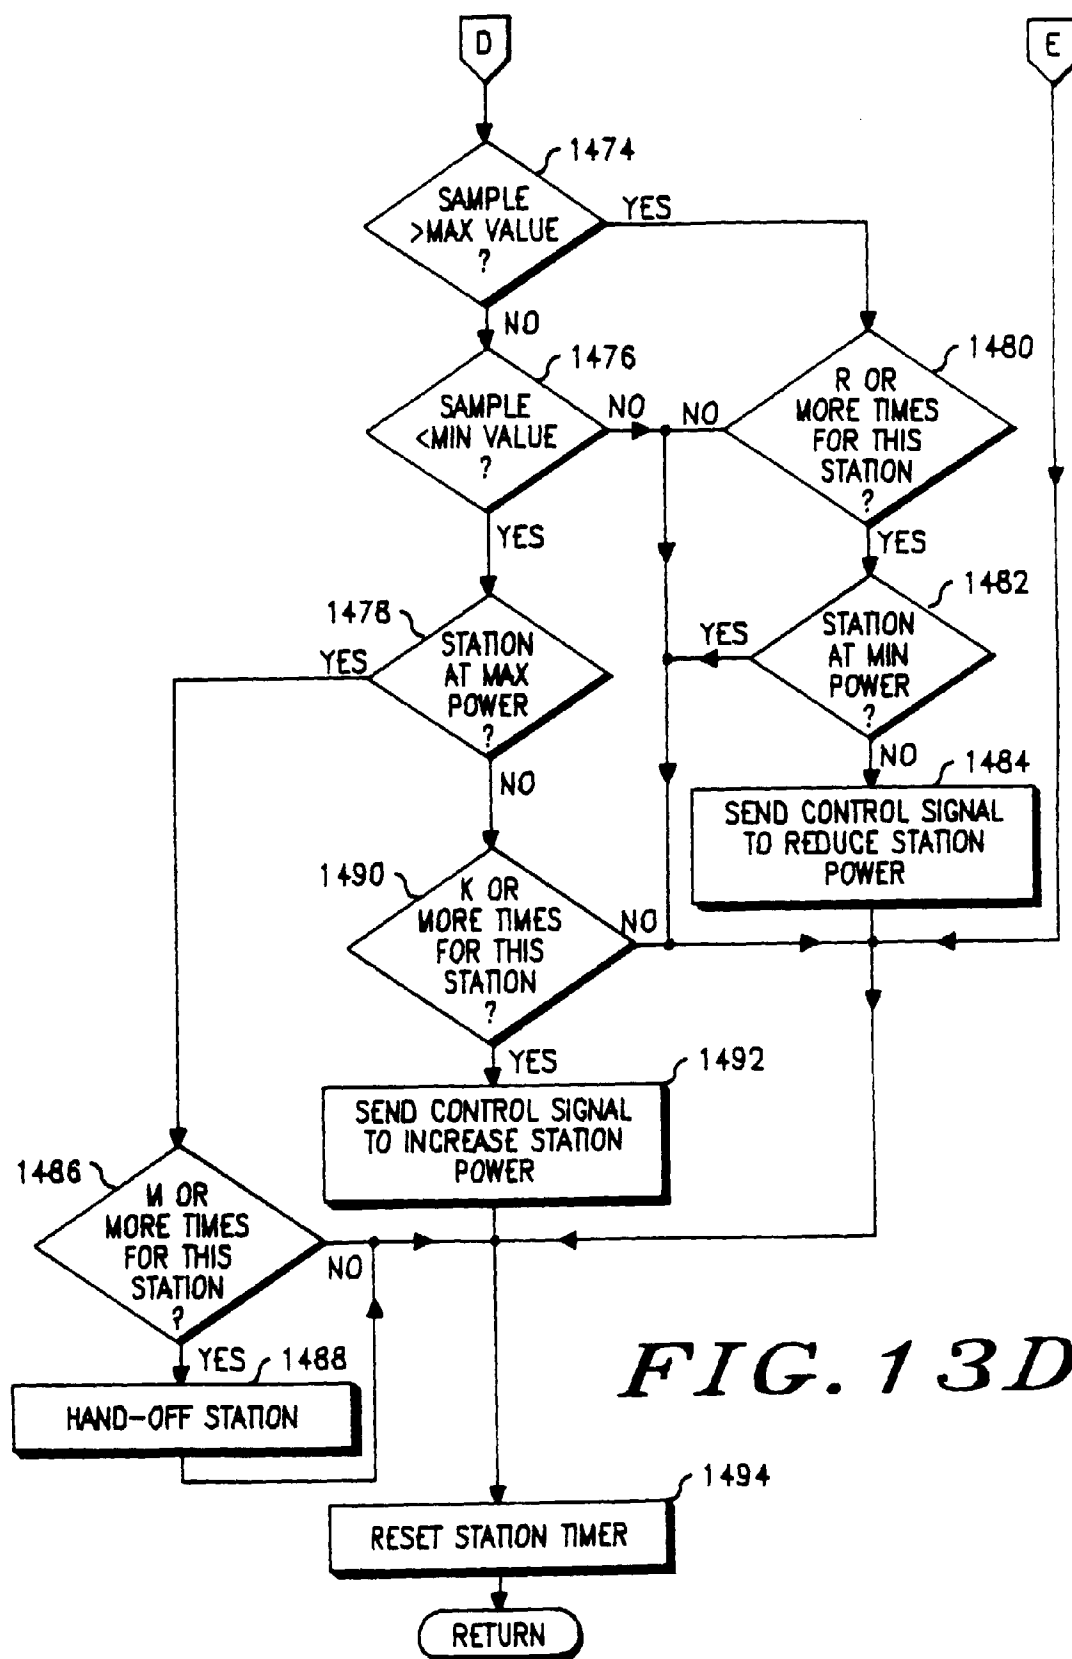 D
E
1474
SAMPLE
>MAX VALUE
?
YES
NO
1476
SAMPLE
<MIN VALUE
?
NO
NO
1480
R OR
MORE TIMES
FOR THIS
STATION
?
YES
YES
1482
STATION
AT MIN
POWER
?
YES
NO
1478
STATION
AT MAX
POWER
?
YES
NO
1484
SEND CONTROL SIGNAL
TO REDUCE STATION
POWER
1490
K OR
MORE TIMES
FOR THIS
STATION
?
NO
YES
1492
SEND CONTROL SIGNAL
TO INCREASE STATION
POWER
1486
M OR
MORE TIMES
FOR THIS
STATION
?
NO
YES
1488
HAND-OFF STATION
FIG. 13D
1494
RESET STATION TIMER
RETURN